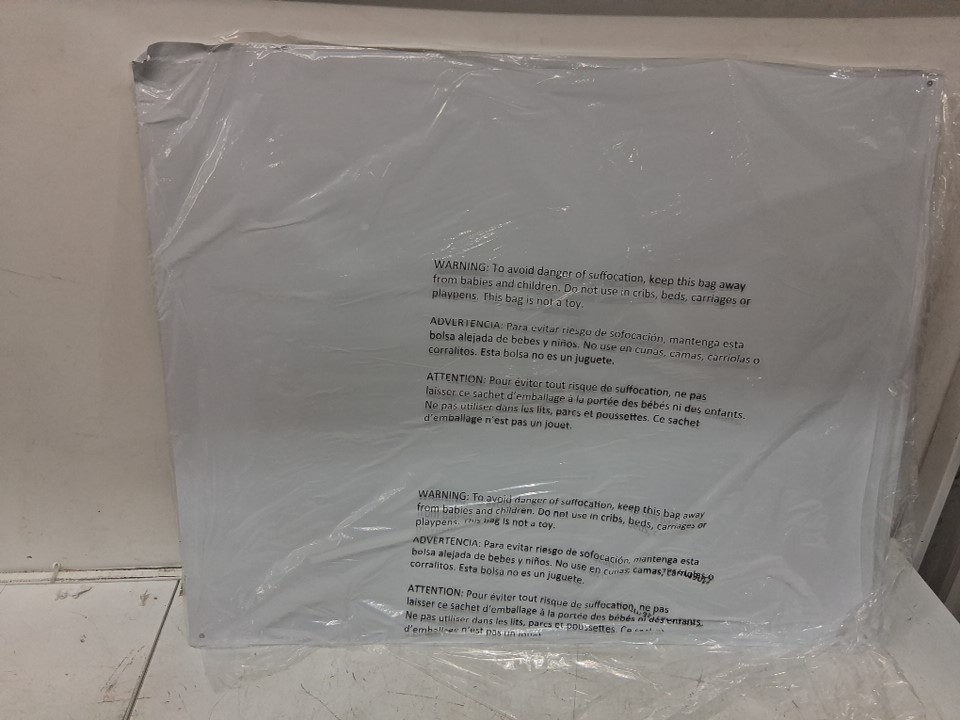 WARNING: To avoid danger of suffocation, keep this bag away
from babies and children. Do not use in cribs, beds, carriages or
playpens. This bag is not a toy.
ADVERTENCIA: Para evitar riesgo de sofocación, mantenga esta
bolsa alejada de bebes y niños. No use en cunas, camas, carriolas o
corralitos. Esta bolsa no es un juguete.
ATTENTION: Pour éviter tout risque de suffocation, ne pas
laisser ce sachet d'emballage à la portée des bébés ni des enfants.
Ne pas utiliser dans les lits, parcs et poussettes. Ce sachet
d'emballage n'est pas un jouet.
WARNING: To avoid danger of suffocation, keep this bag away
from babies and children. Do not use in cribs, beds, carriages or
playpens. This bag is not a toy.
ADVERTENCIA: Para evitar riesgo de sofocación, mantenga esta
bolsa alejada de bebes y niños. No use en cunas, camas, carriolas o
corralitos. Esta bolsa no es un juguete.
ATTENTION: Pour éviter tout risque de suffocation, ne pas
laisser ce sachet d'emballage à la portée des bébés ni des enfants.
Ne pas utiliser dans les lits, parcs et poussettes. Ce
d'emballage n'est pas un